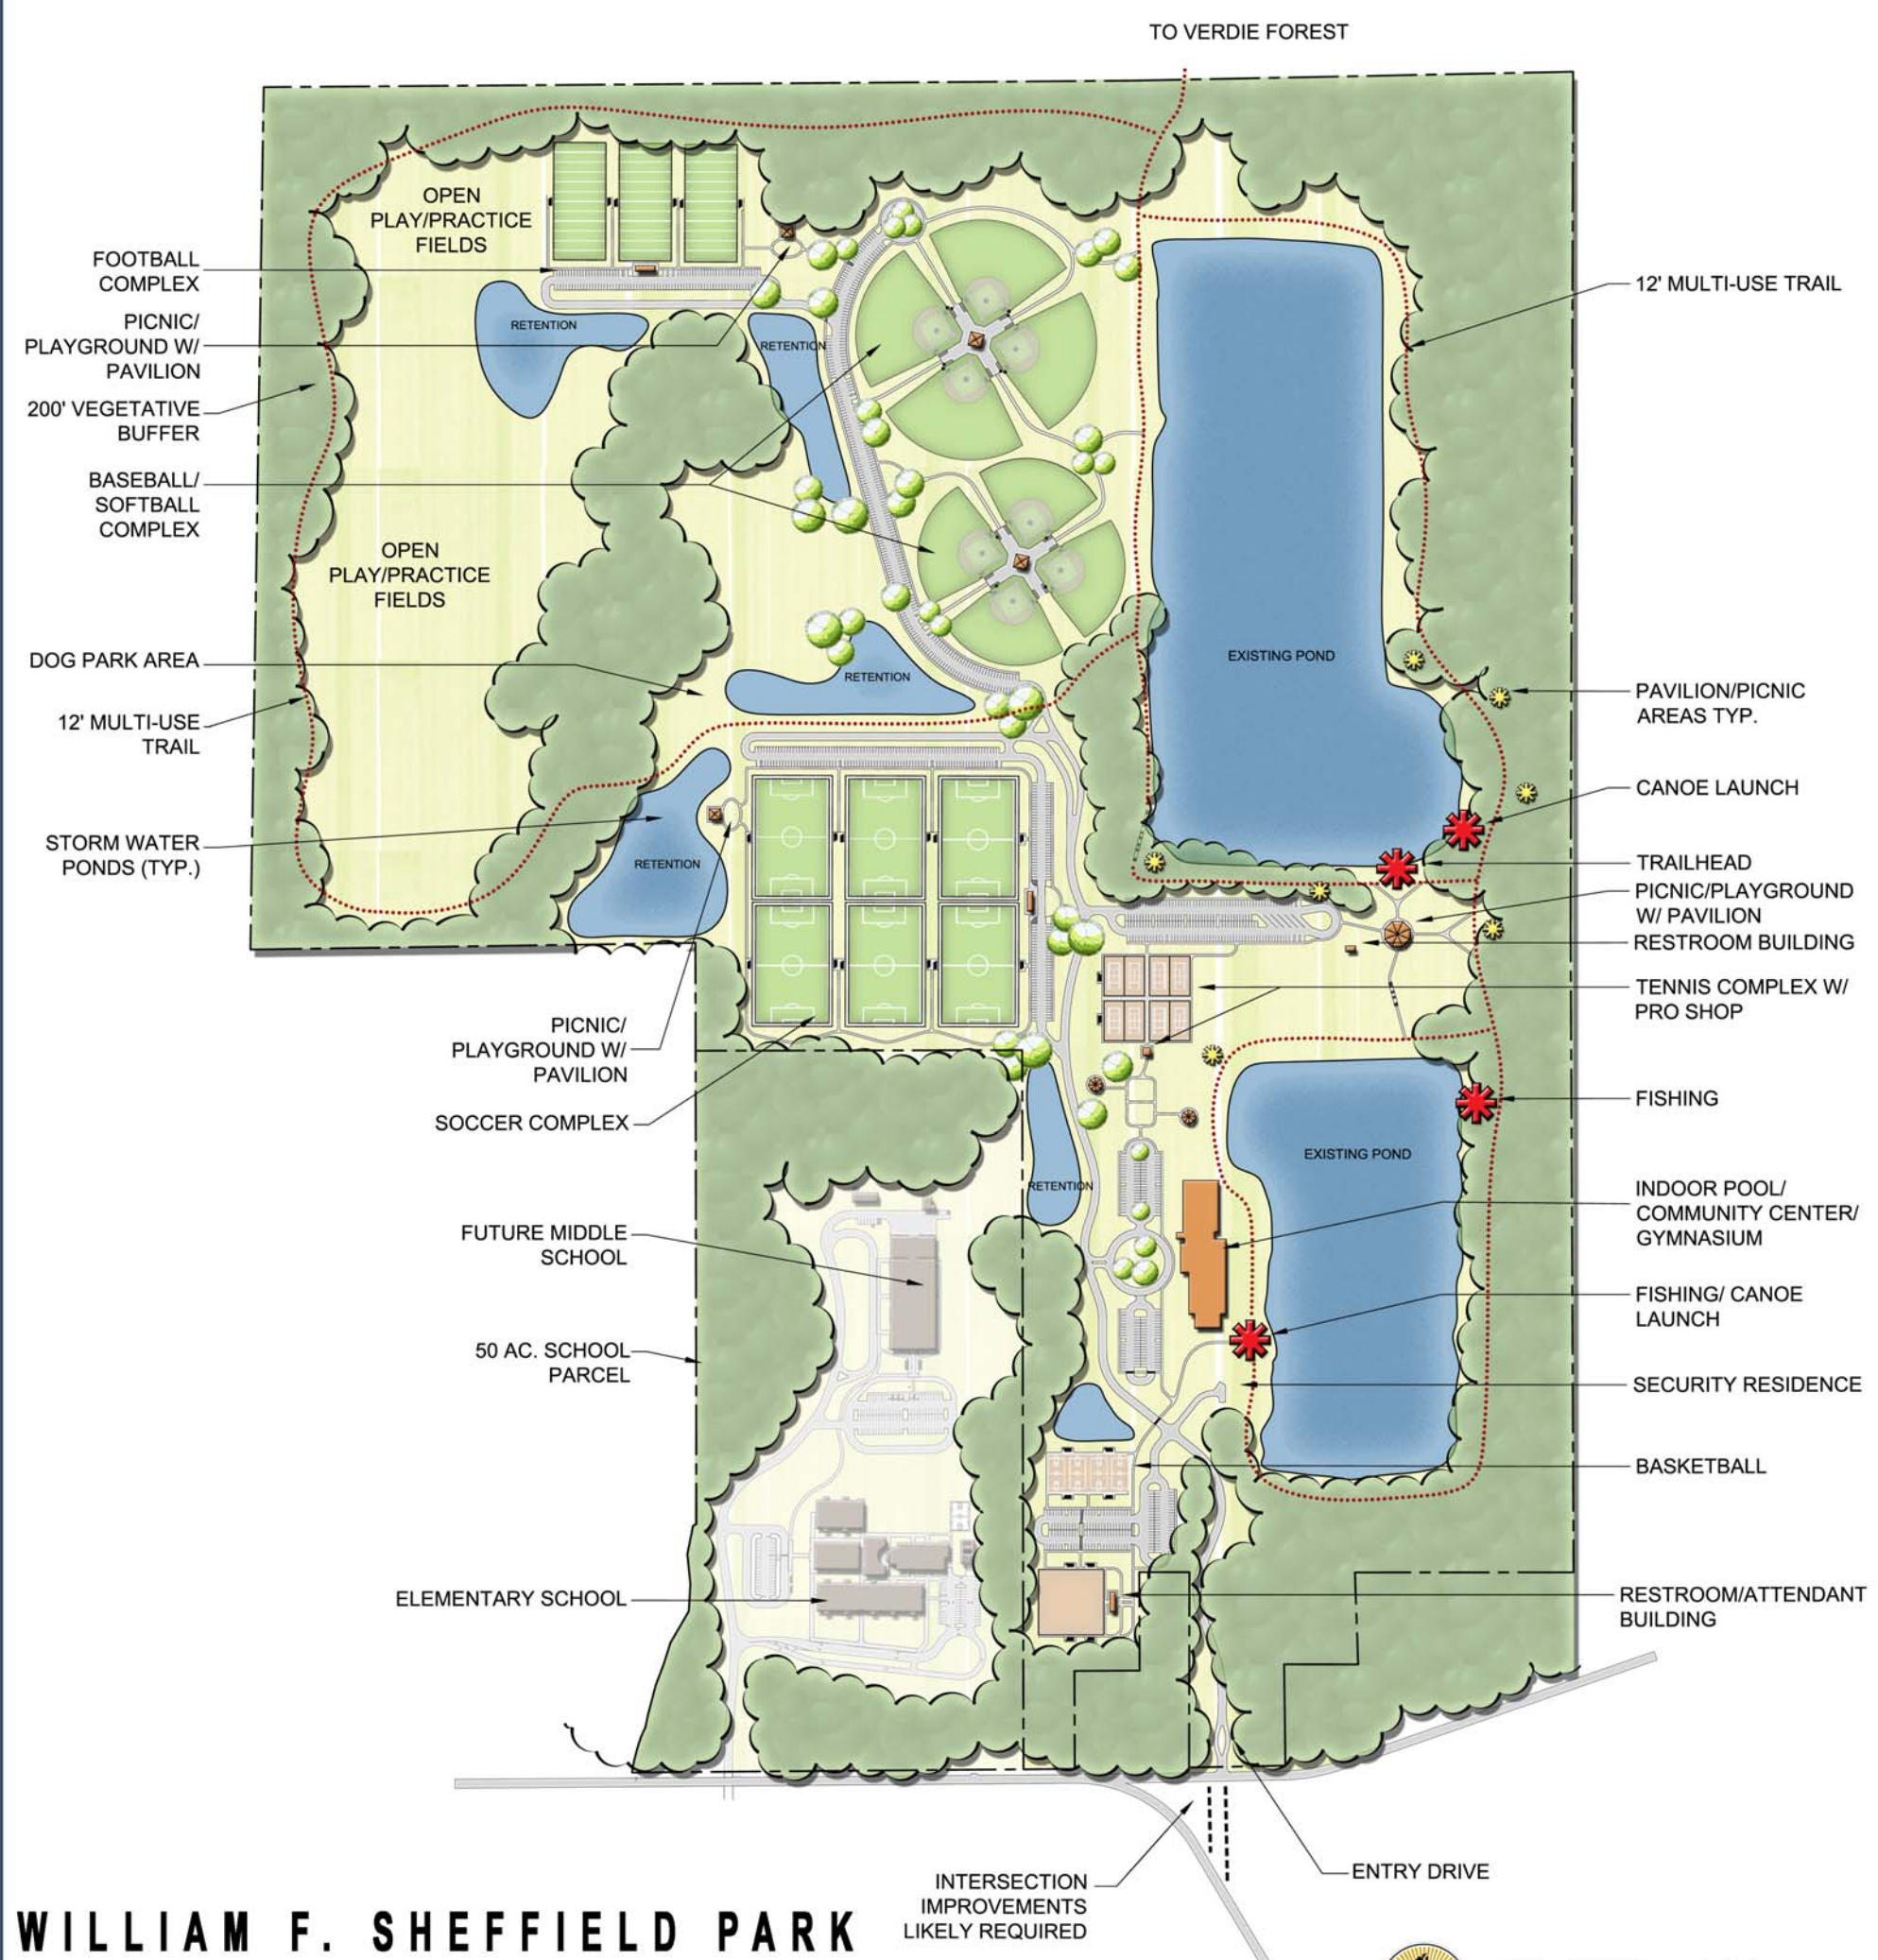 TO VERDIE FOREST
OPEN
PLAY/PRACTICE
FIELDS
FOOTBALL
COMPLEX
PICNIC/
PLAYGROUND W/
PAVILION
200' VEGETATIVE
BUFFER
BASEBALL/
SOFTBALL
COMPLEX
DOG PARK AREA
12' MULTI-USE
TRAIL
STORM WATER
PONDS (TYP.)
RETENTION
RETENTION
OPEN
PLAY/PRACTICE
FIELDS
RETENTION
RETENTION
EXISTING POND
12' MULTI-USE TRAIL
PAVILION/PICNIC
AREAS TYP.
CANOE LAUNCH
TRAILHEAD
PICNIC/PLAYGROUND
W/ PAVILION
RESTROOM BUILDING
TENNIS COMPLEX W/
PRO SHOP
FISHING
INDOOR POOL/
COMMUNITY CENTER/
GYMNASIUM
FISHING/ CANOE
LAUNCH
SECURITY RESIDENCE
BASKETBALL
RESTROOM/ATTENDANT
BUILDING
EXISTING POND
RETENTION
PICNIC/
PLAYGROUND W/
PAVILION
SOCCER COMPLEX
FUTURE MIDDLE
SCHOOL
50 AC. SCHOOL
PARCEL
ELEMENTARY SCHOOL
ENTRY DRIVE
INTERSECTION
IMPROVEMENTS
LIKELY REQUIRED
WILLIAM F. SHEFFIELD PARK